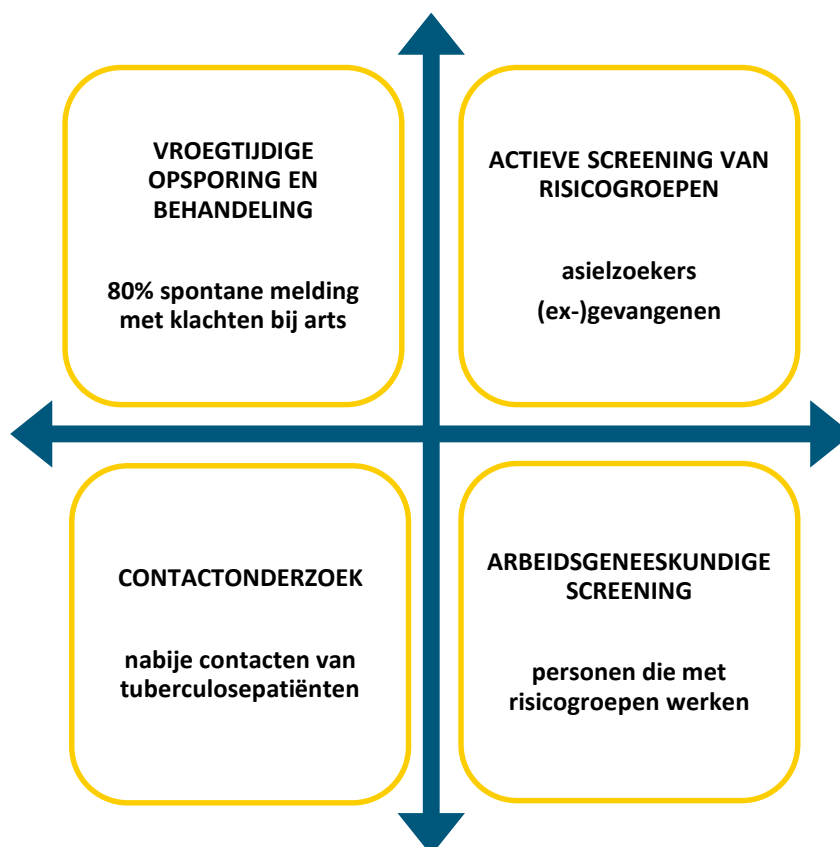 VROEGTIJDIGE
OPSPORING EN
BEHANDELING
80% spontane melding
met klachten bij arts
ACTIEVE SCREENING VAN
RISICOGROEPEN
asielzoekers
(ex-)gevangenen
CONTACTONDERZOEK
nabije contacten van
tuberculosepatiënten
ARBEIDSGENEESKUNDIGE
SCREENING
personen die met
risicogroepen werken